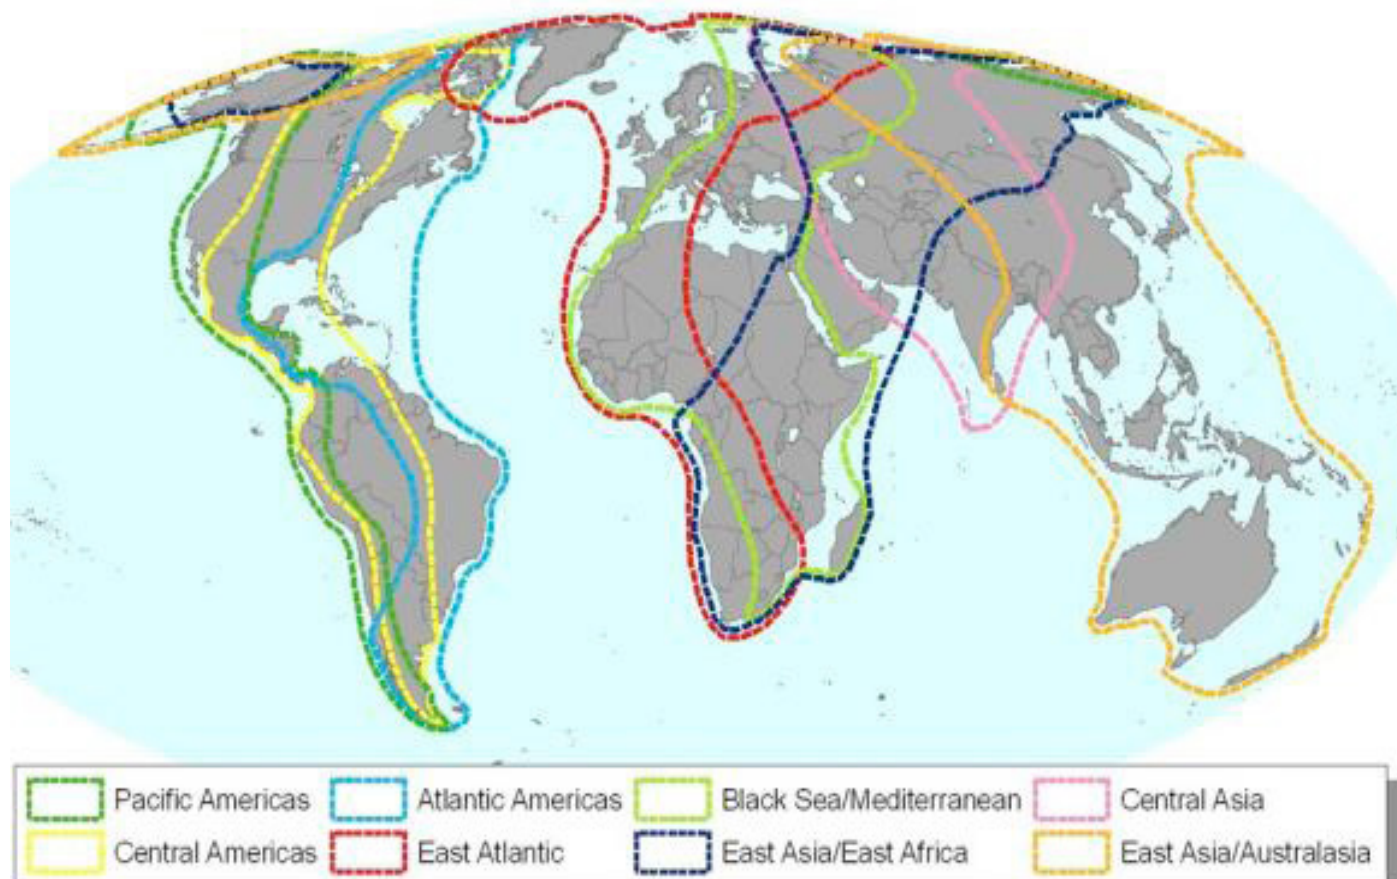 Pacific Americas Atlantic Americas Black Sea/Mediterranean Central Asia
Central Americas East Atlantic East Asia/East Africa East Asia/Australasia